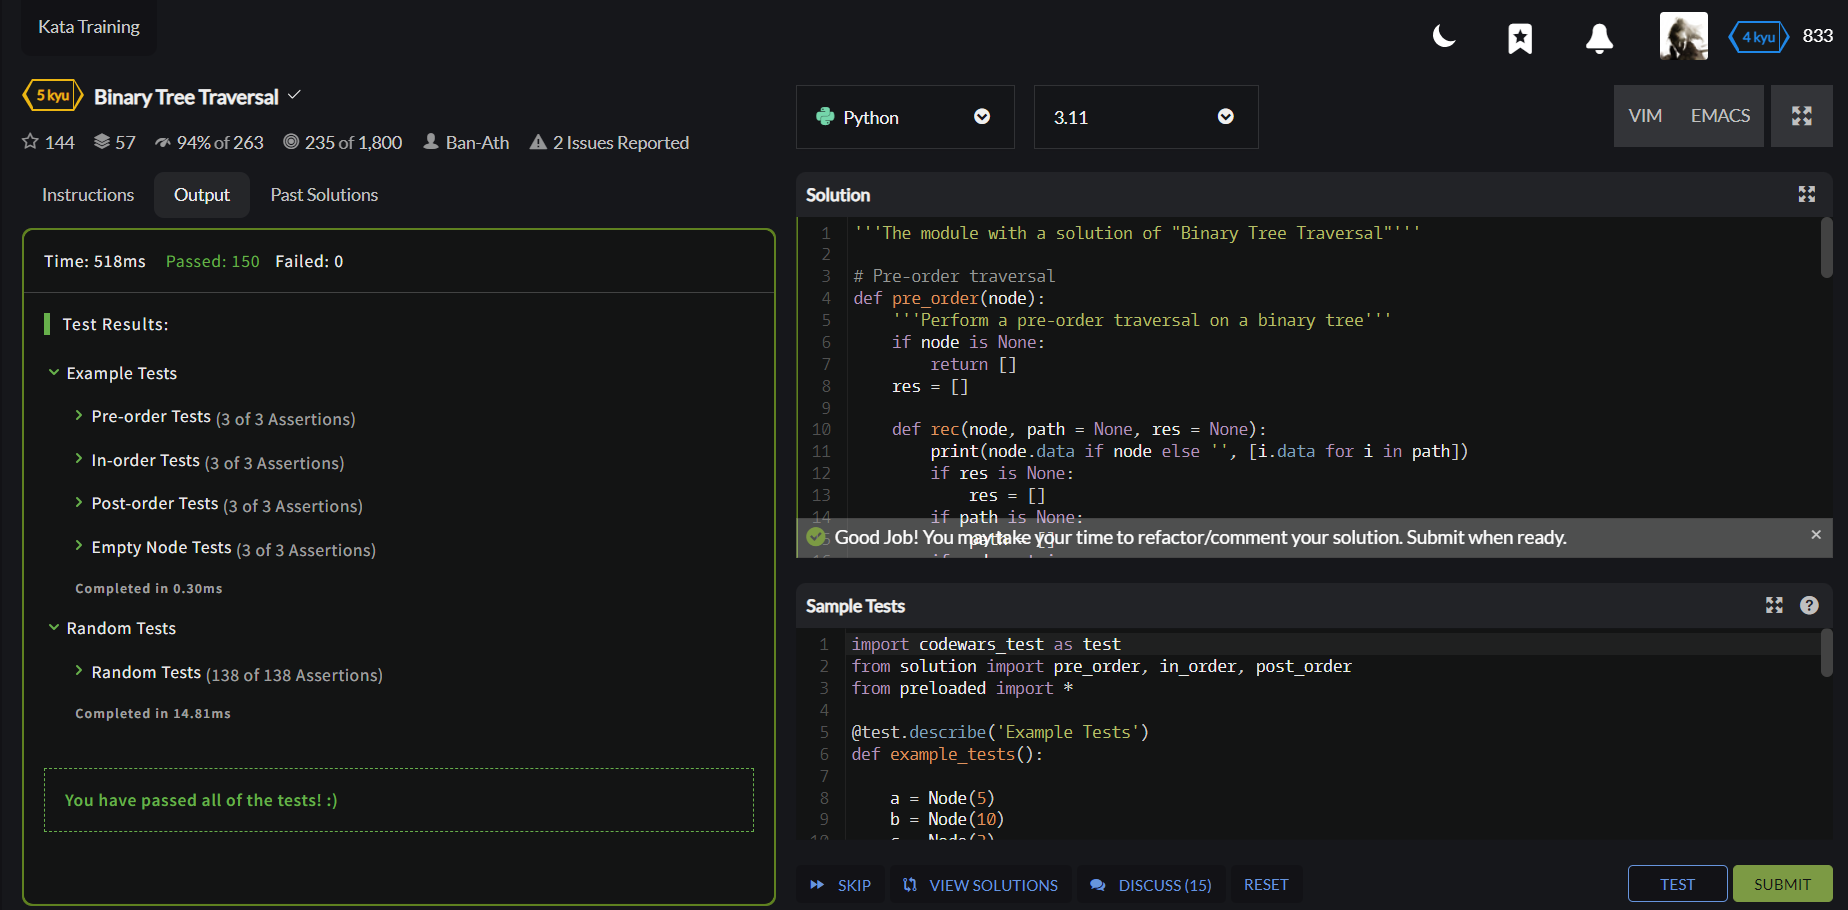 Kata Training
4 kyu 833
5 kyu Binary Tree Traversal
144 57 94% of 263 235 of 1,800 Ban-Ath 2 Issues Reported
Instructions Output Past Solutions
Time: 518ms Passed: 150 Failed: 0
Test Results:
Example Tests
Pre-order Tests (3 of 3 Assertions)
In-order Tests (3 of 3 Assertions)
Post-order Tests (3 of 3 Assertions)
Empty Node Tests (3 of 3 Assertions)
Completed in 0.30ms
Random Tests
Random Tests (138 of 138 Assertions)
Completed in 14.81ms
You have passed all of the tests! :)
Python 3.11 VIM EMACS
Solution
1 '''The module with a solution of "Binary Tree Traversal"'''
2
3 # Pre-order traversal
4 def pre_order(node):
5 '''Perform a pre-order traversal on a binary tree'''
6 if node is None:
7 return []
8 res = []
9
10 def rec(node, path = None, res = None):
11 print(node.data if node else '', [i.data for i in path])
12 if res is None:
13 res = []
14 if path is None:
Good Job! You may take your time to refactor/comment your solution. Submit when ready.
Sample Tests
1 import codewars_test as test
2 from solution import pre_order, in_order, post_order
3 from preloaded import *
4
5 @test.describe('Example Tests')
6 def example_tests():
7
8 a = Node(5)
9 b = Node(10)
SKIP VIEW SOLUTIONS DISCUSS (15) RESET TEST SUBMIT